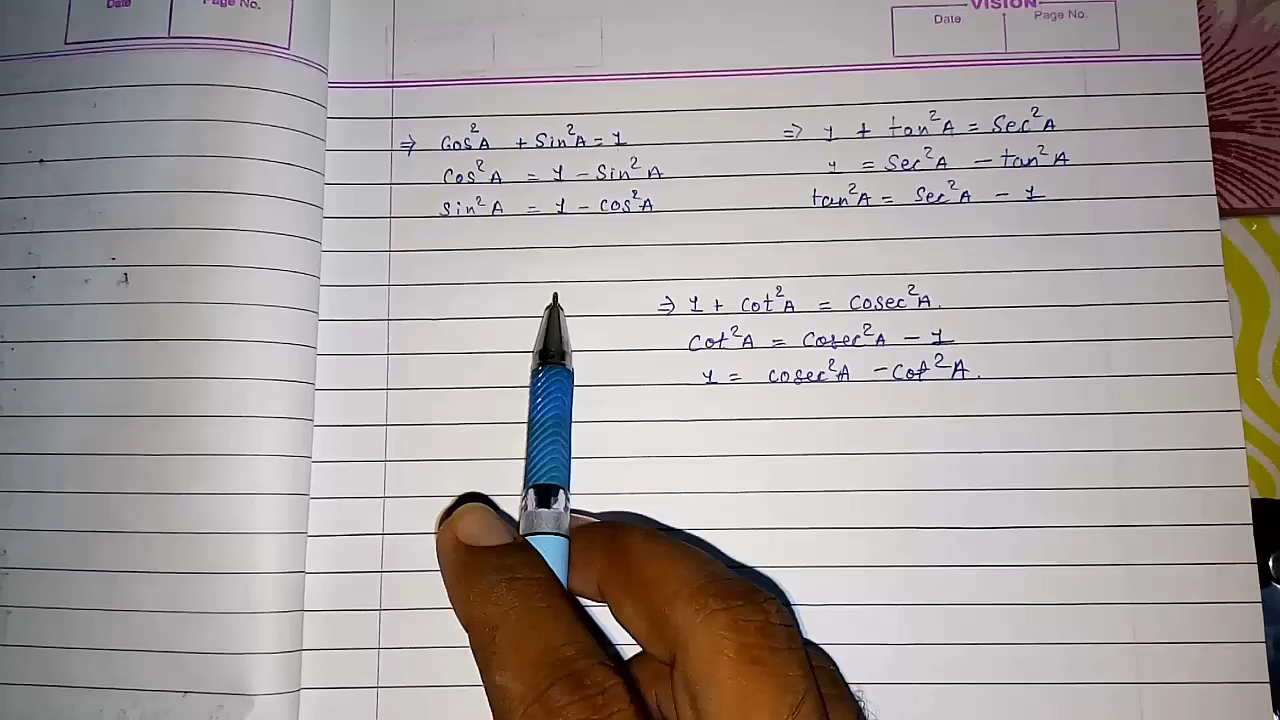 Date
Page No.
VISION
Date
Page No.
⇒ Cos²A + Sin²A = 1
Cos²A = 1 - Sin²A
Sin²A = 1 - cos²A
⇒ 1 + tan²A = Sec²A
1 = Sec²A - tan²A
tan²A = Sec²A - 1
⇒ 1 + cot²A = cosec²A.
cot²A = cosec²A - 1
1 = cosec²A - cot²A.
A